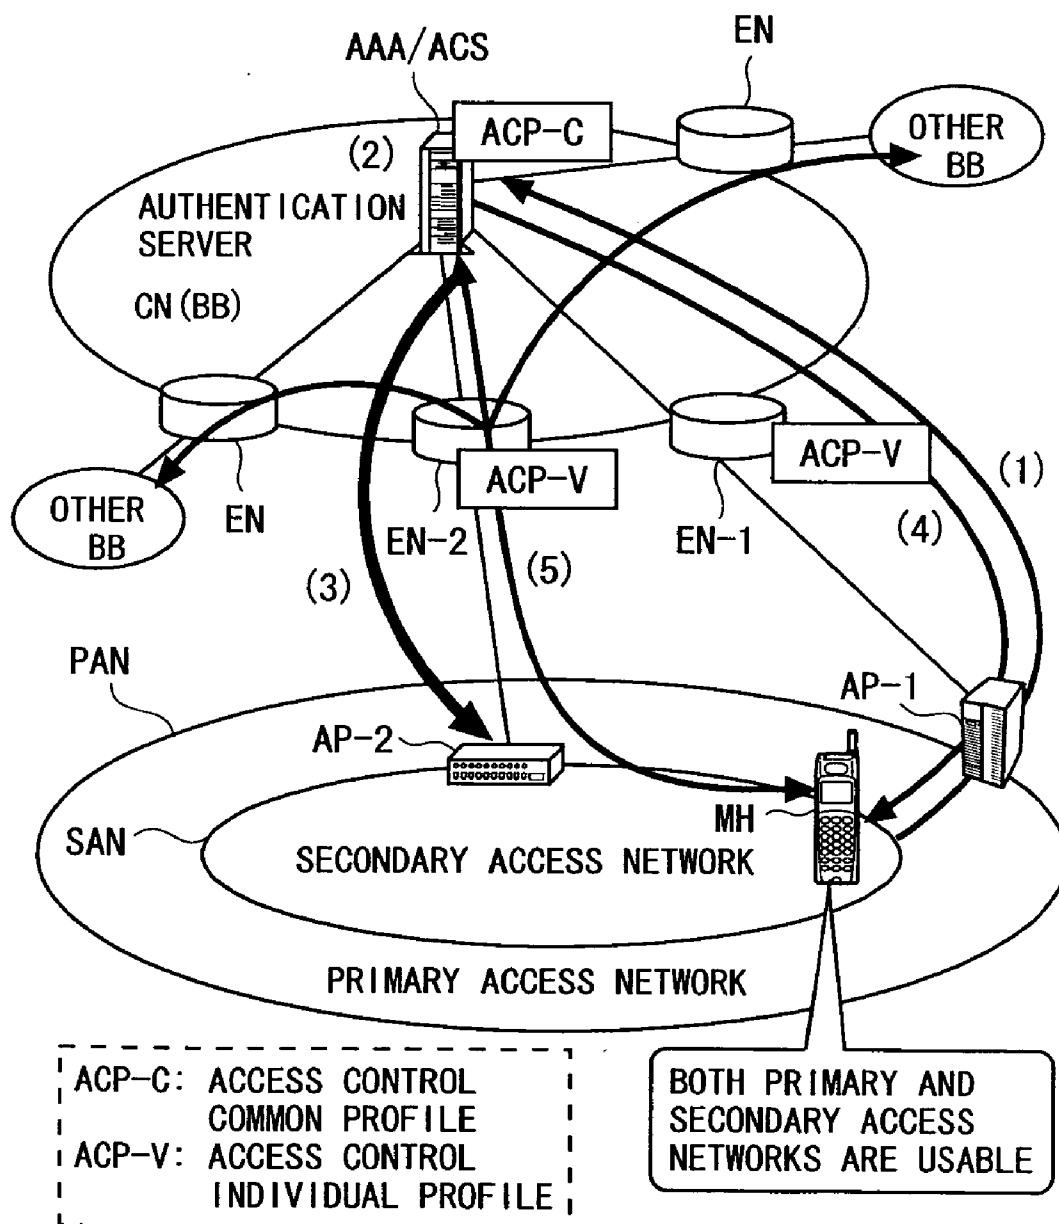 EN
AAA/ACS
ACP-C
OTHER
BB
(2)
AUTHENTICATION
SERVER
CN(BB)
ACP-V
ACP-V
(1)
OTHER
BB
EN
EN-2
EN-1
(4)
(5)
(3)
PAN
AP-1
AP-2
MH
SAN
SECONDARY ACCESS NETWORK
PRIMARY ACCESS NETWORK
ACP-C: ACCESS CONTROL
COMMON PROFILE
ACP-V: ACCESS CONTROL
INDIVIDUAL PROFILE
BOTH PRIMARY AND
SECONDARY ACCESS
NETWORKS ARE USABLE